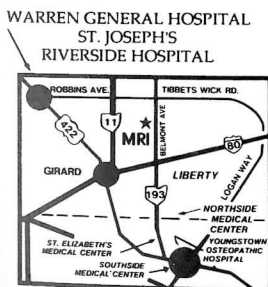 WARREN GENERAL HOSPITAL
ST. JOSEPH'S
RIVERSIDE HOSPITAL
ROBBINS AVE.
TIBBETS WICK RD.
422
11
MRI
BELMONT AVE
80
GIRARD
LIBERTY
LOGAN WAY
193
NORTHSIDE
MEDICAL
CENTER
ST. ELIZABETH'S
MEDICAL CENTER
YOUNGSTOWN
OSTEOPATHIC
HOSPITAL
SOUTHSIDE
MEDICAL CENTER